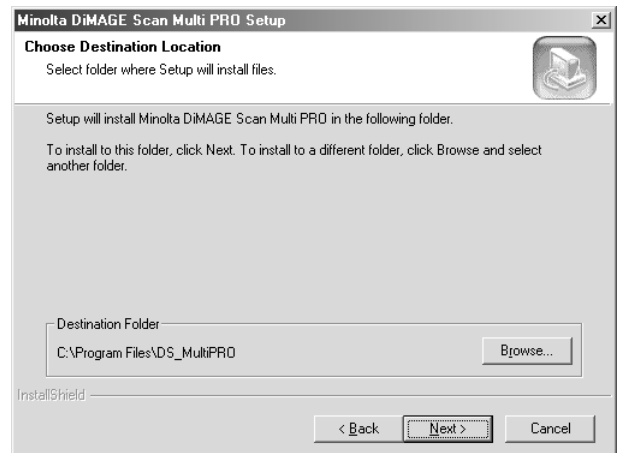 Minolta DiMAGE Scan Multi PRO Setup
Choose Destination Location
Select folder where Setup will install files.
Setup will install Minolta DiMAGE Scan Multi PRO in the following folder.
To install to this folder, click Next. To install to a different folder, click Browse and select
another folder.
Destination Folder
C:\Program Files\DS_MultiPRO
Browse...
InstallShield
< Back
Next >
Cancel